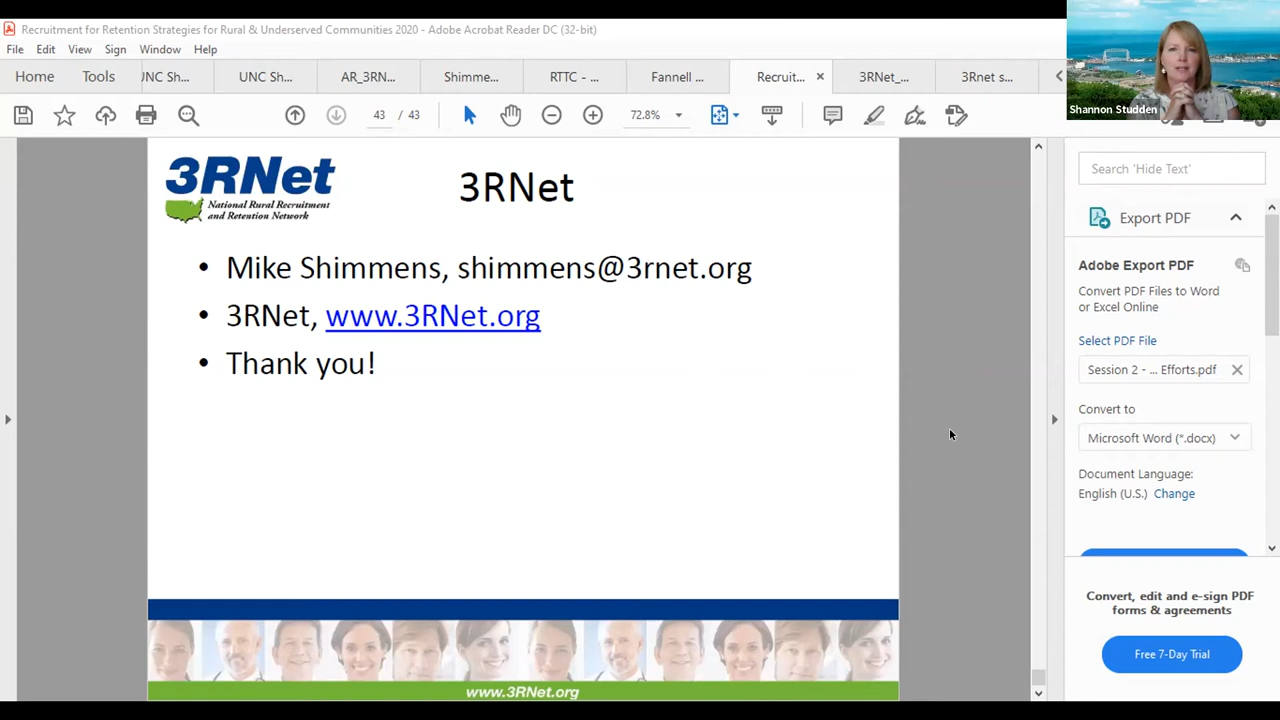 Recruitment for Retention Strategies for Rural & Underserved Communities 2020 - Adobe Acrobat Reader DC (32-bit)
File Edit View Sign Window Help
Home Tools UNC Sh... UNC Sh... AR_3RN... Shimme... RTTC - ... Fannell ... Recruit... 3RNet_... 3Rnet s...
Shannon Studden
43 / 43 72.8%
3RNet
National Rural Recruitment
and Retention Network
3RNet
• Mike Shimmens, shimmens@3rnet.org
• 3RNet, www.3RNet.org
• Thank you!
www.3RNet.org
Search 'Hide Text'
Export PDF
Adobe Export PDF
Convert PDF Files to Word
or Excel Online
Select PDF File
Session 2 - ... Efforts.pdf
Convert to
Microsoft Word (*.docx)
Document Language:
English (U.S.) Change
Convert, edit and e-sign PDF
forms & agreements
Free 7-Day Trial